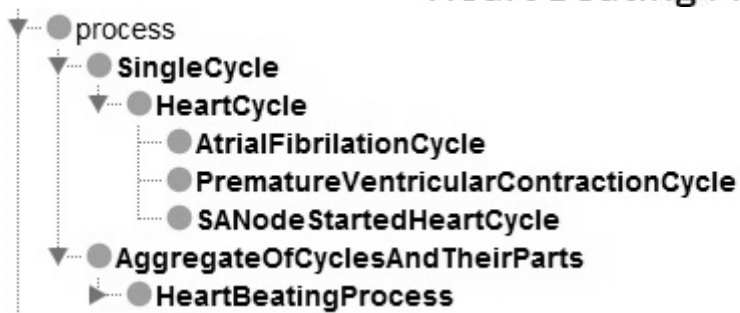 process
SingleCycle
HeartCycle
AtrialFibrilationCycle
PrematureVentricularContractionCycle
SANodeStartedHeartCycle
AggregateOfCyclesAndTheirParts
HeartBeatingProcess